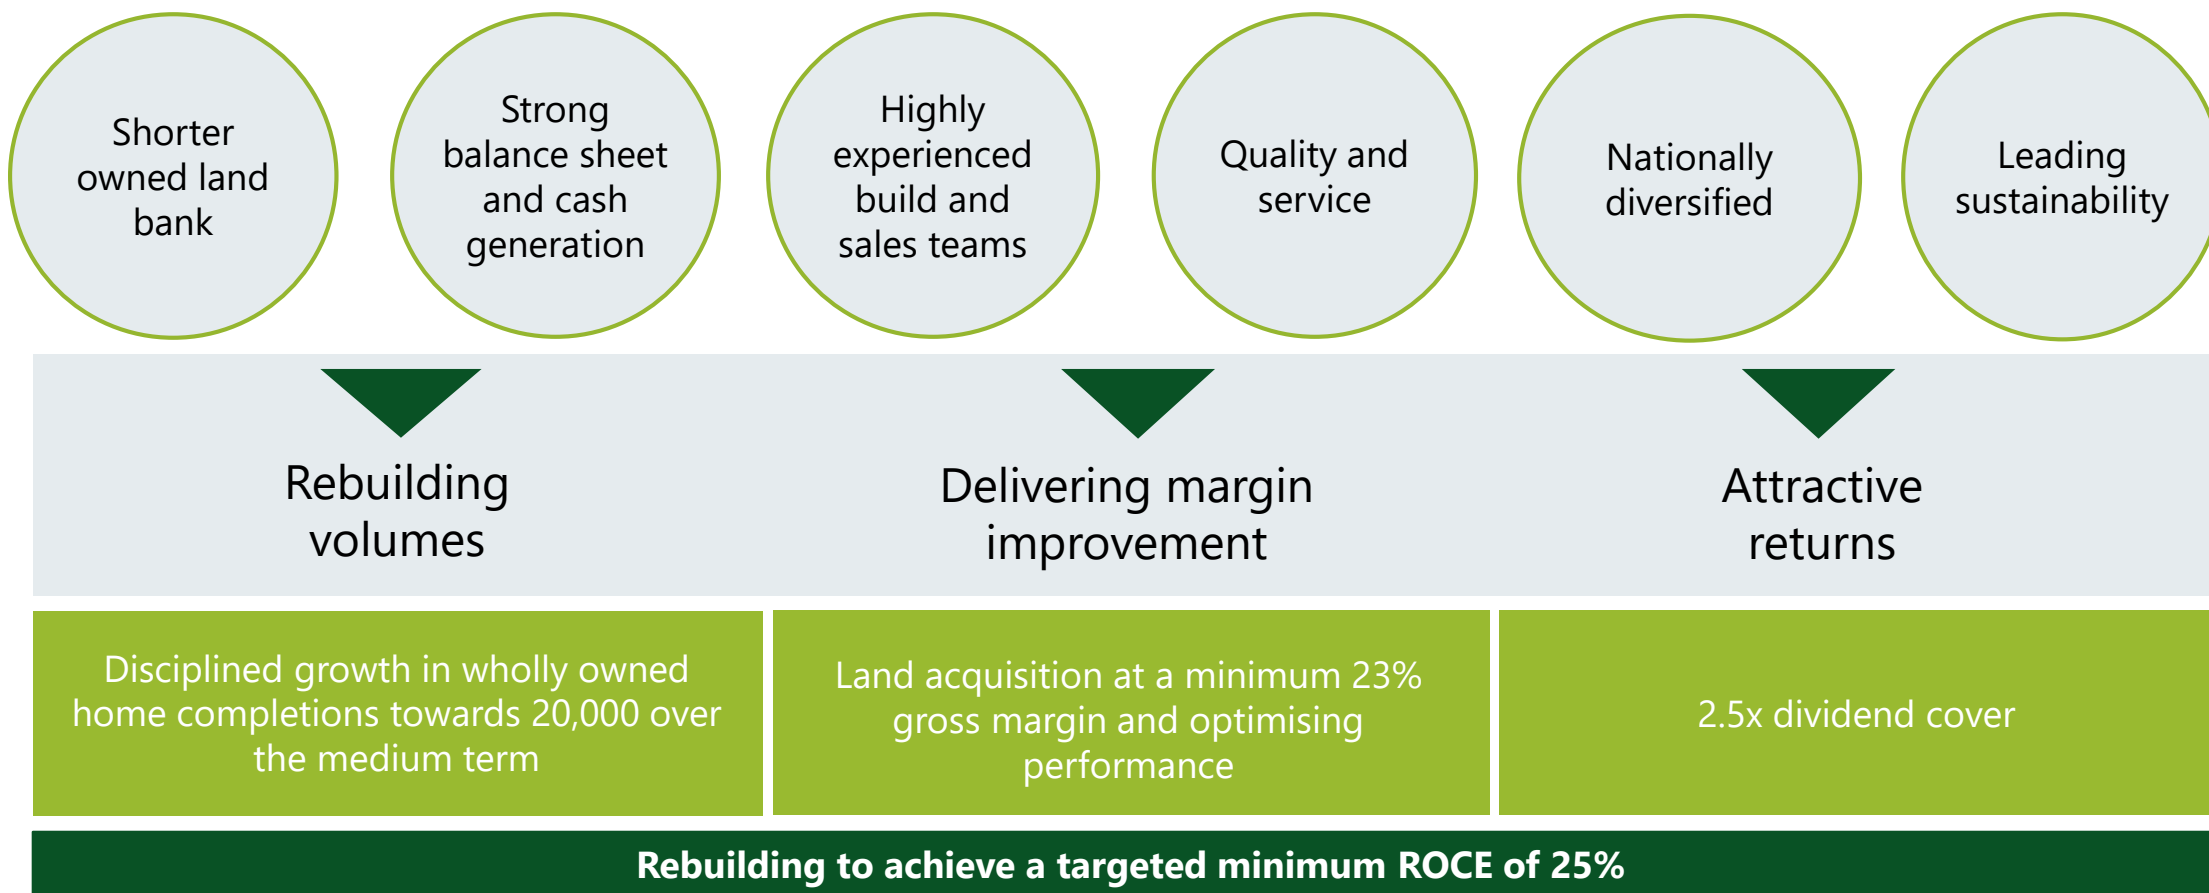 Shorter
owned land
bank
Strong
balance sheet
and cash
generation
Highly
experienced
build and
sales teams
Quality and
service
Nationally
diversified
Leading
sustainability
Rebuilding
volumes
Delivering margin
improvement
Attractive
returns
Disciplined growth in wholly owned
home completions towards 20,000 over
the medium term
Land acquisition at a minimum 23%
gross margin and optimising
performance
2.5x dividend cover
Rebuilding to achieve a targeted minimum ROCE of 25%